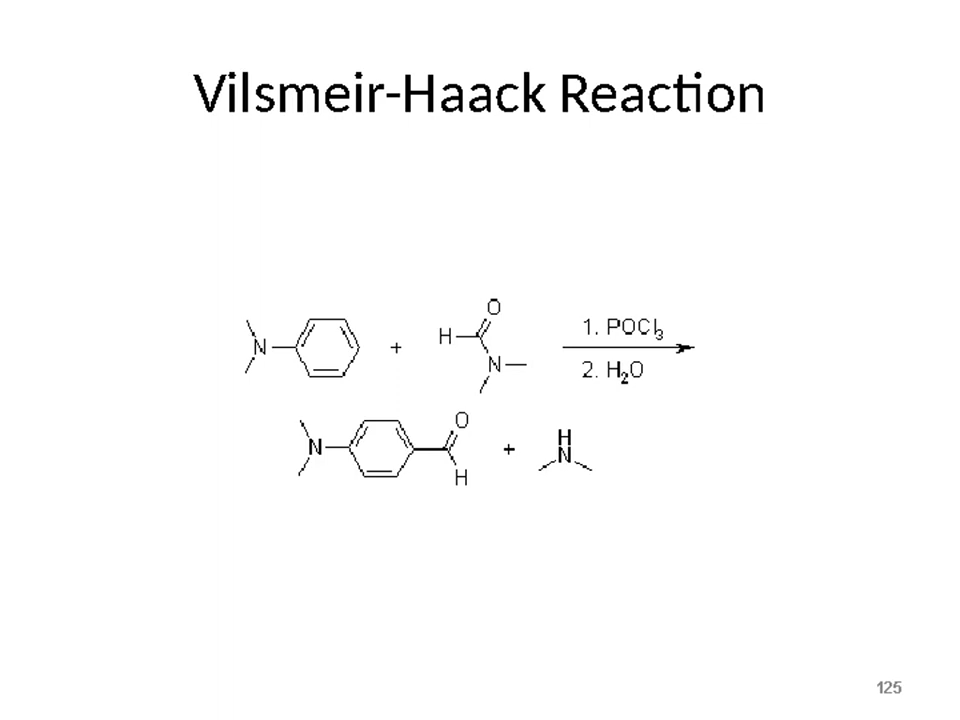 Vilsmeir-Haack Reaction
O
H
N
+
N
1. POCl3
2. H2O
O
N
+
H
N
H
125